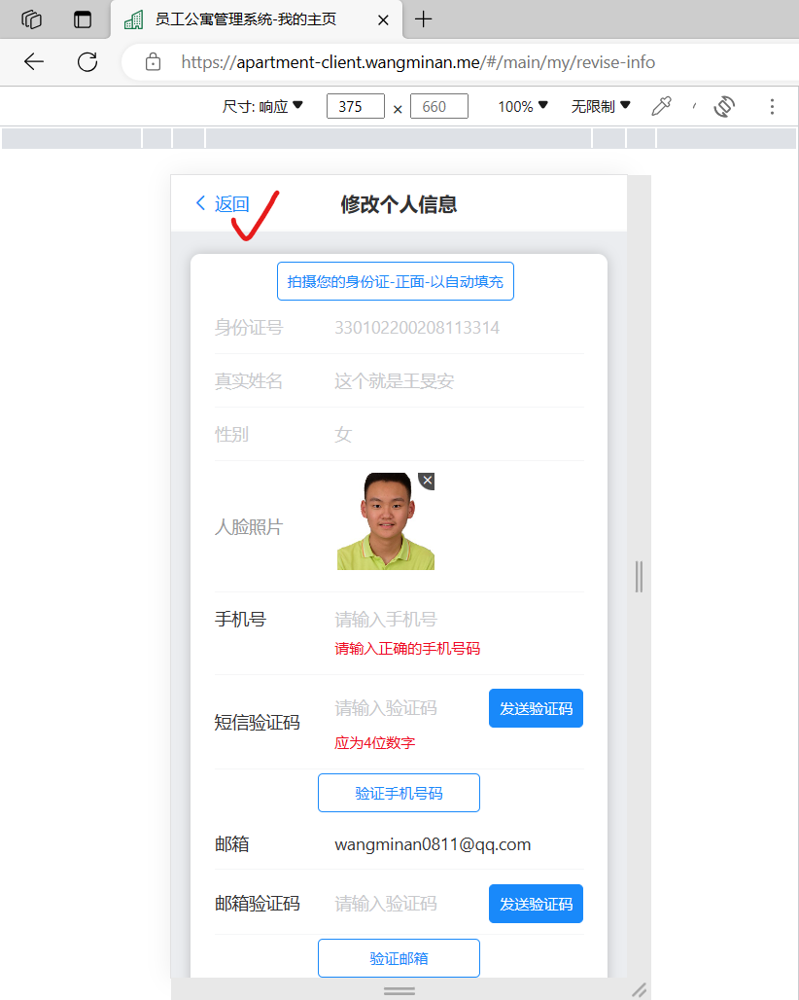 员工公寓管理系统-我的主页
https://apartment-client.wangminan.me/#/main/my/revise-info
尺寸: 响应 375 × 660 100% 无限制
返回 修改个人信息
拍摄您的身份证-正面-以自动填充
身份证号 330102200208113314
真实姓名 这个就是王旻安
性别 女
人脸照片
手机号 请输入手机号
请输入正确的手机号码
短信验证码 请输入验证码 发送验证码
应为4位数字
验证手机号码
邮箱 wangminan0811@qq.com
邮箱验证码 请输入验证码 发送验证码
验证邮箱